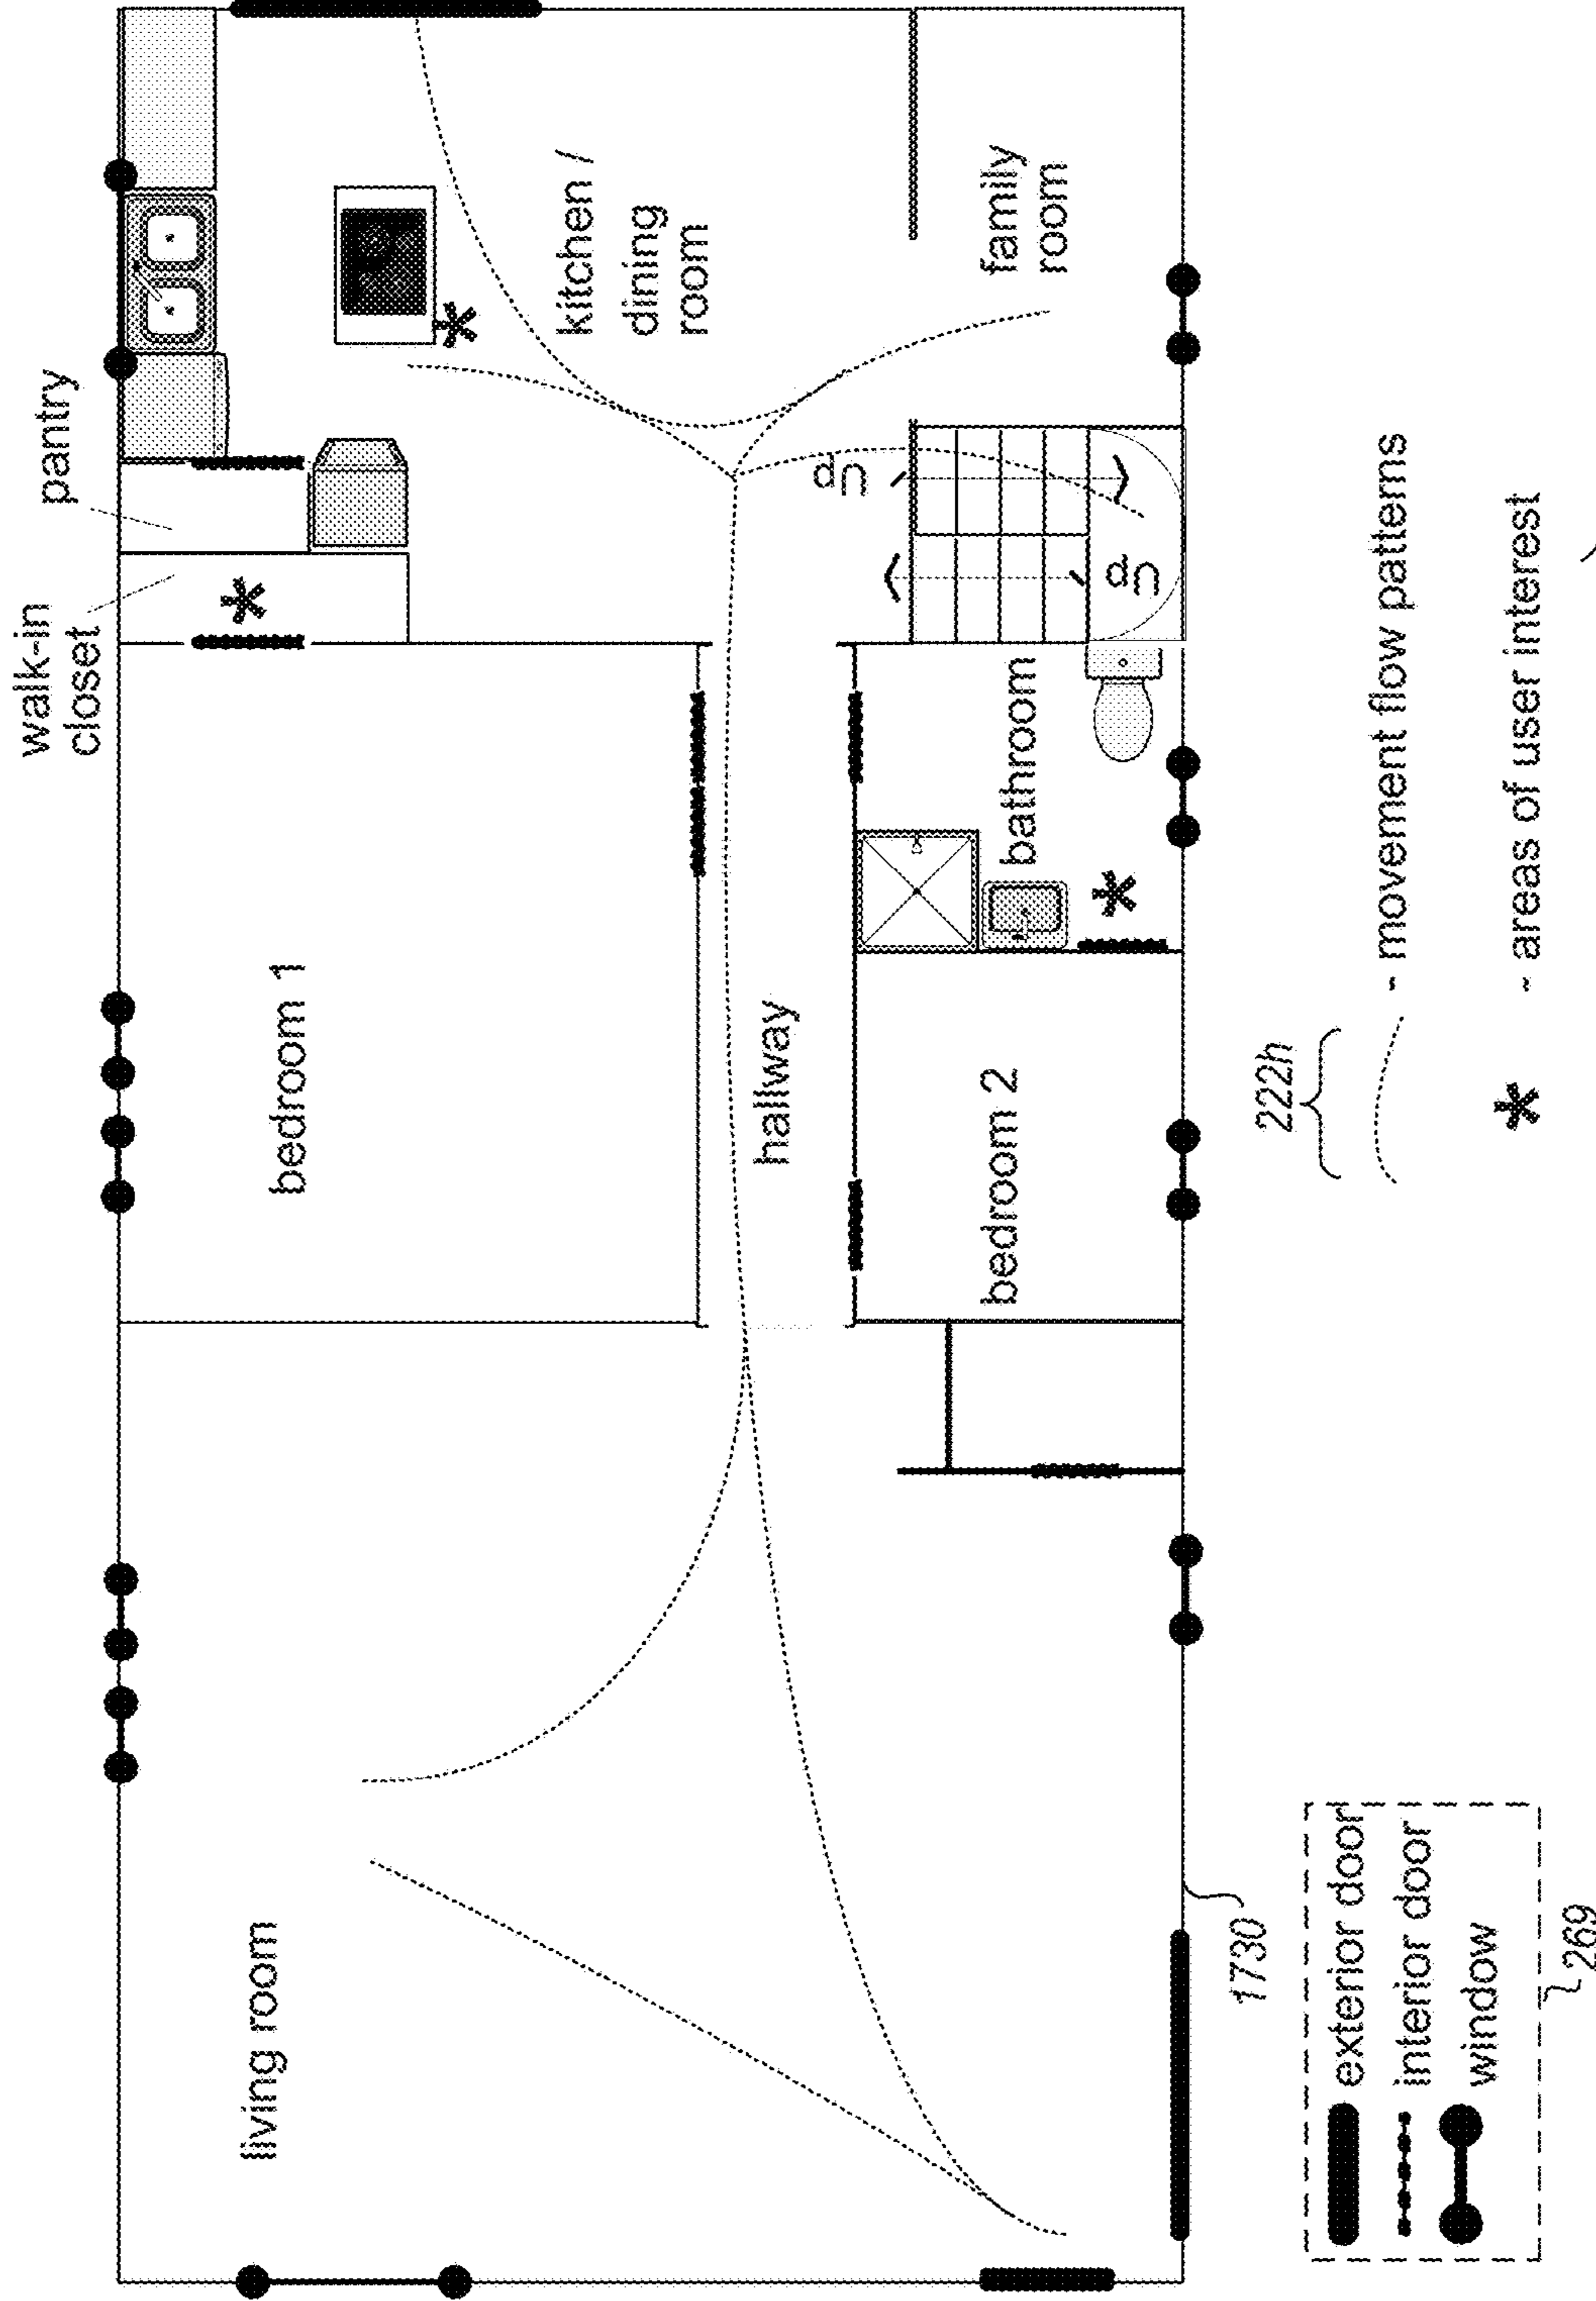 walk-in
closet
pantry
living room
bedroom 1
kitchen /
dining
room
hallway
up
up
bedroom 2
bathroom
family
room
1730
222h
exterior door
interior door
window
269
- movement flow patterns
* - areas of user interest